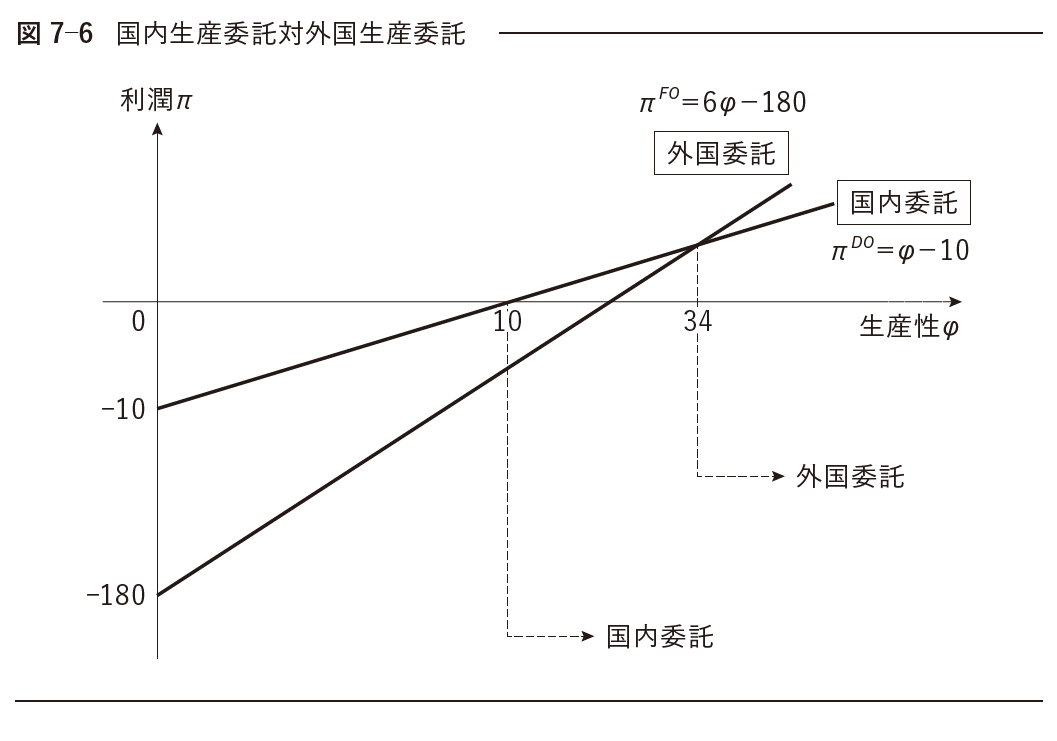 図 7-6 国内生産委託対外国生産委託
利潤π
π^FO=6φ−180
外国委託
国内委託
π^DO=φ−10
0
10
34
生産性φ
−10
外国委託
−180
国内委託